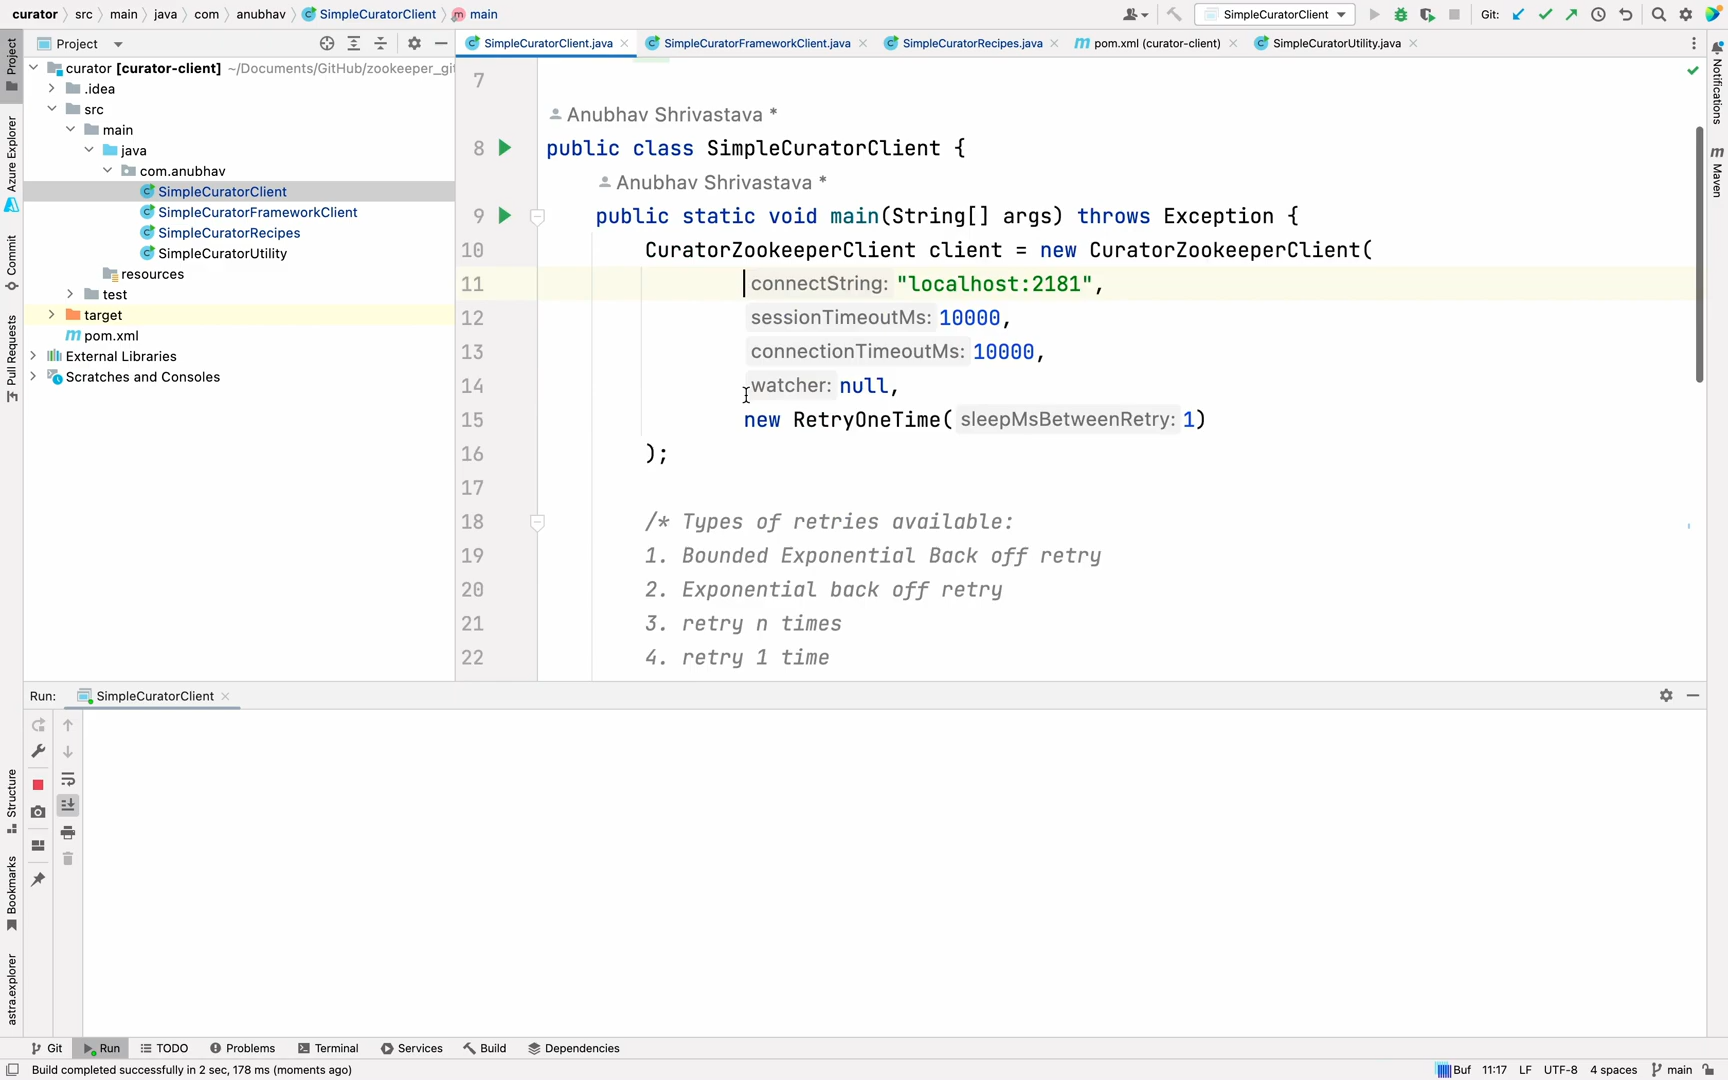 curator src main java com anubhav SimpleCuratorClient main
SimpleCuratorClient
Git:
Project
SimpleCuratorClient.java SimpleCuratorFrameworkClient.java SimpleCuratorRecipes.java pom.xml (curator-client) SimpleCuratorUtility.java
curator [curator-client] ~/Documents/GitHub/zookeeper_gi
.idea
src
main
java
com.anubhav
SimpleCuratorClient
SimpleCuratorFrameworkClient
SimpleCuratorRecipes
SimpleCuratorUtility
resources
test
target
pom.xml
External Libraries
Scratches and Consoles
Project
Azure Explorer
Commit
Pull Requests
Structure
Bookmarks
astra.explorer
7
Anubhav Shrivastava *
8 public class SimpleCuratorClient {
Anubhav Shrivastava *
9 public static void main(String[] args) throws Exception {
10 CuratorZookeeperClient client = new CuratorZookeeperClient(
11 connectString: "localhost:2181",
12 sessionTimeoutMs: 10000,
13 connectionTimeoutMs: 10000,
14 watcher: null,
15 new RetryOneTime( sleepMsBetweenRetry: 1)
16 );
17
18 /* Types of retries available:
19 1. Bounded Exponential Back off retry
20 2. Exponential back off retry
21 3. retry n times
22 4. retry 1 time
Notifications
Maven
Run: SimpleCuratorClient
Git Run TODO Problems Terminal Services Build Dependencies
Build completed successfully in 2 sec, 178 ms (moments ago)
Buf 11:17 LF UTF-8 4 spaces main